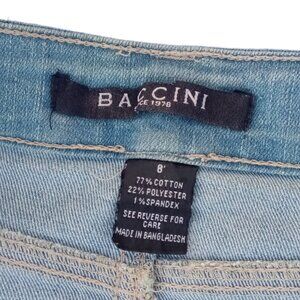 BACCINI
SINCE 1978
8
77% COTTON
22% POLYESTER
1% SPANDEX
SEE REVERSE FOR
CARE
MADE IN BANGLADESH